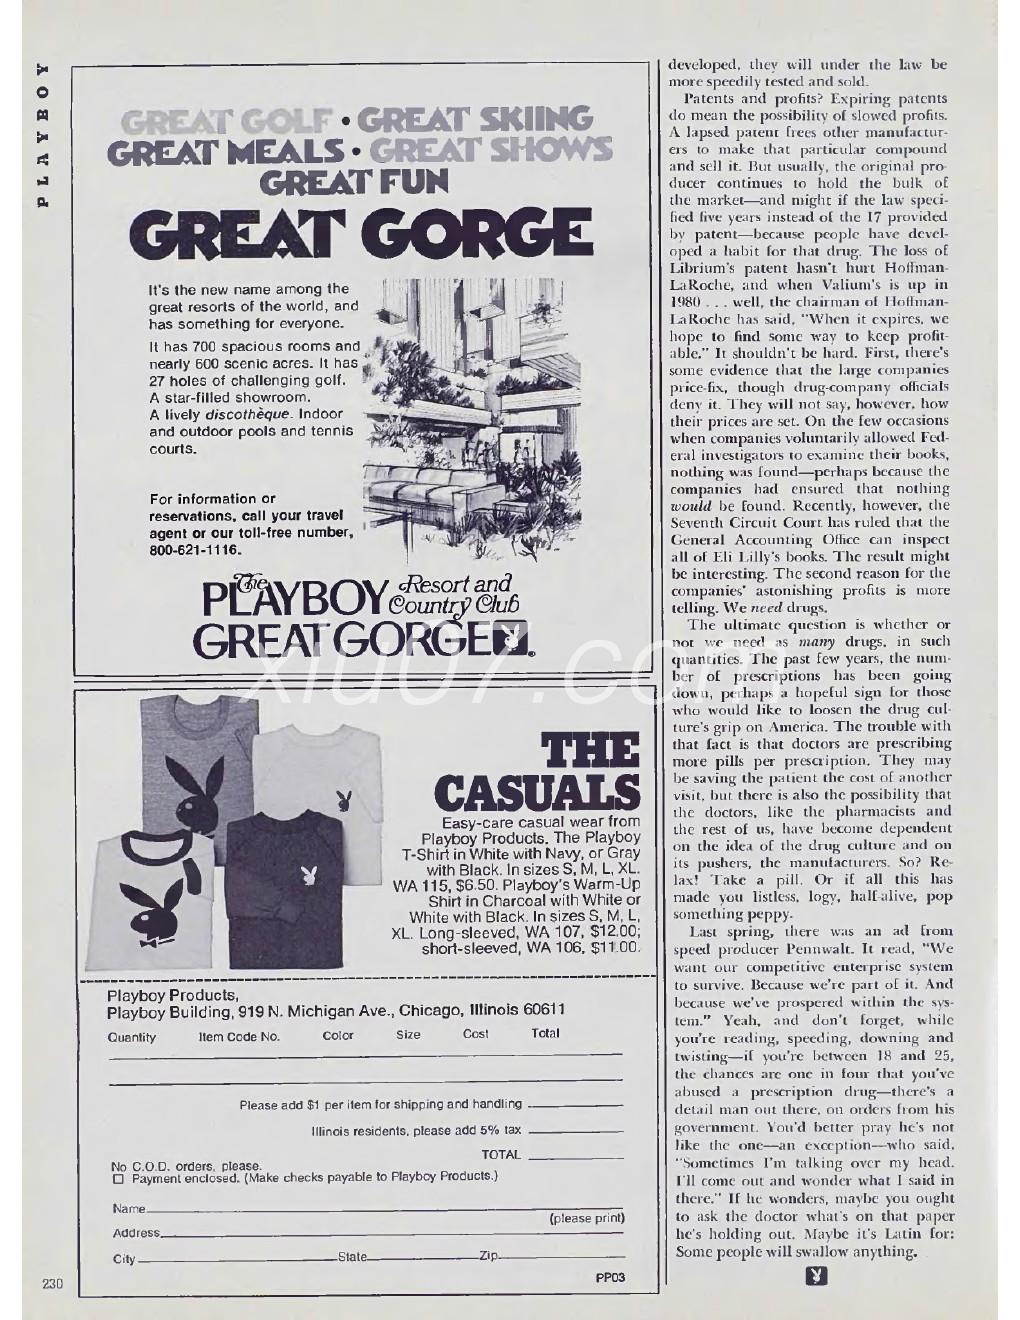 PLAYBOY
GREAT GOLF • GREAT SKIING
GREAT MEALS • GREAT SHOWS
GREAT FUN
GREAT GORGE
It's the new name among the
great resorts of the world, and
has something for everyone.
It has 700 spacious rooms and
nearly 600 scenic acres. It has
27 holes of challenging golf.
A star-filled showroom.
A lively discothèque. Indoor
and outdoor pools and tennis
courts.
For information or
reservations, call your travel
agent or our toll-free number,
800-621-1116.
The PLAYBOY Resort and Country Club
GREAT GORGE®
THE
CASUALS
Easy-care casual wear from
Playboy Products. The Playboy
T-Shirt in White with Navy, or Gray
with Black. In sizes S, M, L, XL.
WA 115, $6.50. Playboy's Warm-Up
Shirt in Charcoal with White or
White with Black. In sizes S, M, L,
XL. Long-sleeved, WA 107, $12.00;
short-sleeved, WA 106, $11.00.
Playboy Products,
Playboy Building, 919 N. Michigan Ave., Chicago, Illinois 60611
Quantity Item Code No. Color Size Cost Total
Please add $1 per item for shipping and handling
Illinois residents, please add 5% tax
TOTAL
No C.O.D. orders, please.
☐ Payment enclosed. (Make checks payable to Playboy Products.)
Name
(please print)
Address
City State Zip
PP03
230
developed, they will under the law be
more speedily tested and sold.
Patents and profits? Expiring patents
do mean the possibility of slowed profits.
A lapsed patent frees other manufactur-
ers to make that particular compound
and sell it. But usually, the original pro-
ducer continues to hold the bulk of
the market—and might if the law speci-
fied five years instead of the 17 provided
by patent—because people have devel-
oped a habit for that drug. The loss of
Librium's patent hasn't hurt Hoffman-
LaRoche, and when Valium's is up in
1980 . . . well, the chairman of Hoffman-
LaRoche has said, "When it expires, we
hope to find some way to keep profit-
able." It shouldn't be hard. First, there's
some evidence that the large companies
price-fix, though drug-company officials
deny it. They will not say, however, how
their prices are set. On the few occasions
when companies voluntarily allowed Fed-
eral investigators to examine their books,
nothing was found—perhaps because the
companies had ensured that nothing
would be found. Recently, however, the
Seventh Circuit Court has ruled that the
General Accounting Office can inspect
all of Eli Lilly's books. The result might
be interesting. The second reason for the
companies' astonishing profits is more
telling. We need drugs.
The ultimate question is whether or
not we need as many drugs, in such
quantities. The past few years, the num-
ber of prescriptions has been going
down, perhaps a hopeful sign for those
who would like to loosen the drug cul-
ture's grip on America. The trouble with
that fact is that doctors are prescribing
more pills per prescription. They may
be saving the patient the cost of another
visit, but there is also the possibility that
the doctors, like the pharmacists and
the rest of us, have become dependent
on the idea of the drug culture and on
its pushers, the manufacturers. So? Re-
lax! Take a pill. Or if all this has
made you listless, logy, half-alive, pop
something peppy.
Last spring, there was an ad from
speed producer Pennwalt. It read, "We
want our competitive enterprise system
to survive. Because we're part of it. And
because we've prospered within the sys-
tem." Yeah, and don't forget, while
you're reading, speeding, downing and
twisting—if you're between 18 and 25,
the chances are one in four that you've
abused a prescription drug—there's a
detail man out there, on orders from his
government. You'd better pray he's not
like the one—an exception—who said,
"Sometimes I'm talking over my head.
I'll come out and wonder what I said in
there." If he wonders, maybe you ought
to ask the doctor what's on that paper
he's holding out. Maybe it's Latin for:
Some people will swallow anything.
xiu07.com